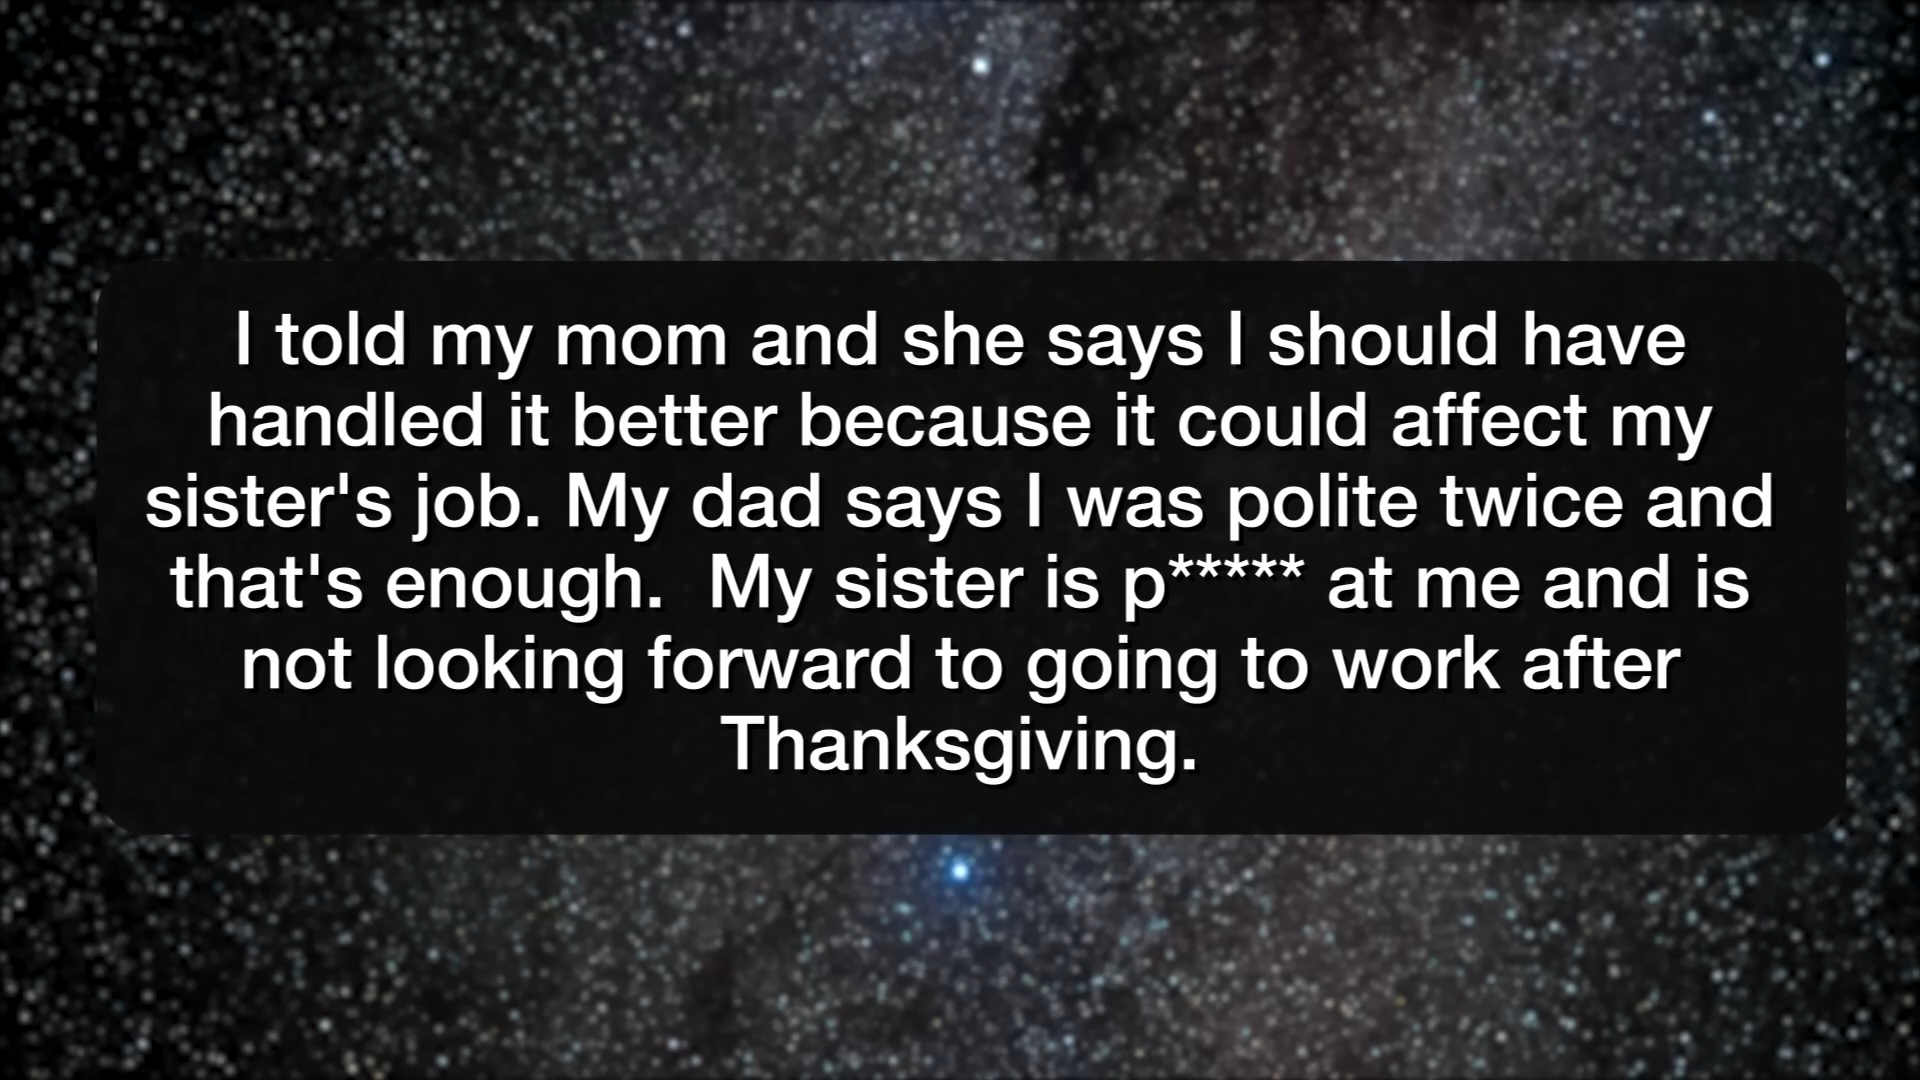 I told my mom and she says I should have
handled it better because it could affect my
sister's job. My dad says I was polite twice and
that's enough.  My sister is p***** at me and is
not looking forward to going to work after
Thanksgiving.